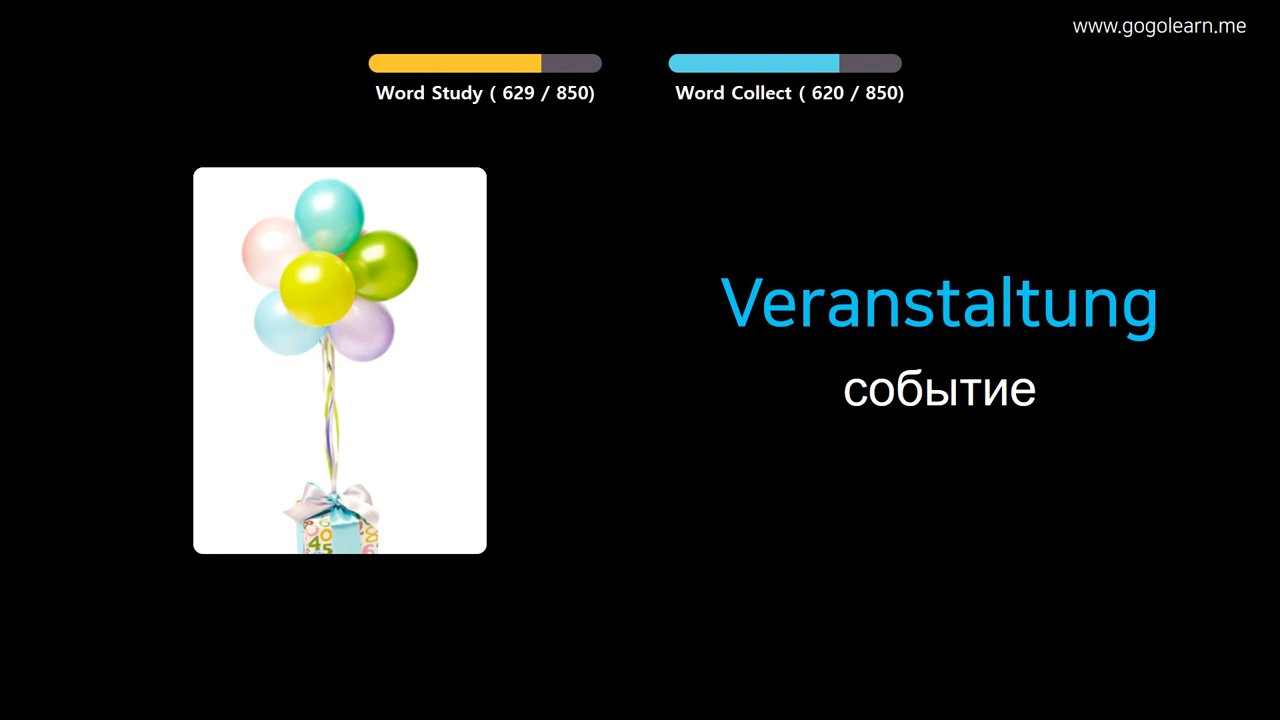 www.gogolearn.me
Word Study ( 629 / 850)
Word Collect ( 620 / 850)
Veranstaltung
событие